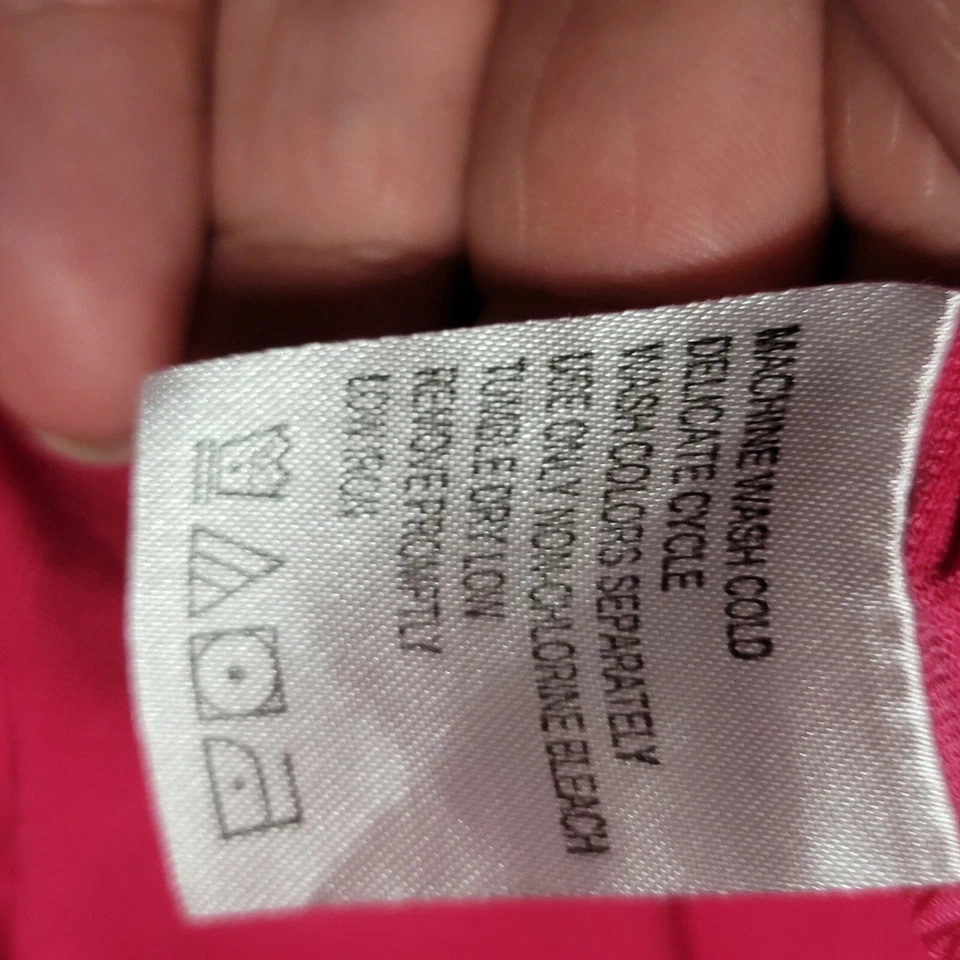 MACHINE WASH COLD
DELICATE CYCLE
WASH COLORS SEPARATELY
USE ONLY NON-CHLORINE BLEACH
TUMBLE DRY LOW
REMOVE PROMPTLY
LOW IRON